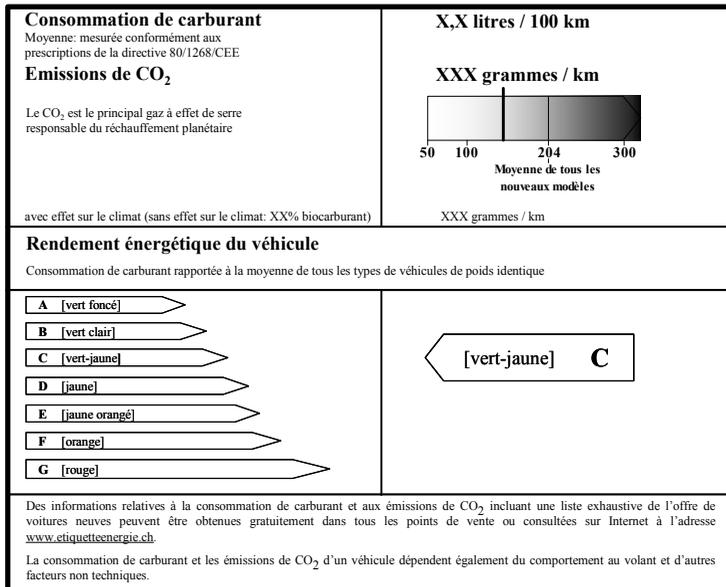 Consommation de carburant
X,X litres / 100 km
Moyenne: mesurée conformément aux
prescriptions de la directive 80/1268/CEE
Emissions de CO2
XXX grammes / km
Le CO2 est le principal gaz à effet de serre
responsable du réchauffement planétaire
50 100 204 300
Moyenne de tous les
nouveaux modèles
avec effet sur le climat (sans effet sur le climat: XX% biocarburant)
XXX grammes / km
Rendement énergétique du véhicule
Consommation de carburant rapportée à la moyenne de tous les types de véhicules de poids identique
A [vert foncé]
B [vert clair]
C [vert-jaune]
D [jaune]
E [jaune orangé]
F [orange]
G [rouge]
[vert-jaune] C
Des informations relatives à la consommation de carburant et aux émissions de CO2 incluant une liste exhaustive de l'offre de
voitures neuves peuvent être obtenues gratuitement dans tous les points de vente ou consultées sur Internet à l'adresse
www.etiquetteenergie.ch.
La consommation de carburant et les émissions de CO2 d'un véhicule dépendent également du comportement au volant et d'autres
facteurs non techniques.